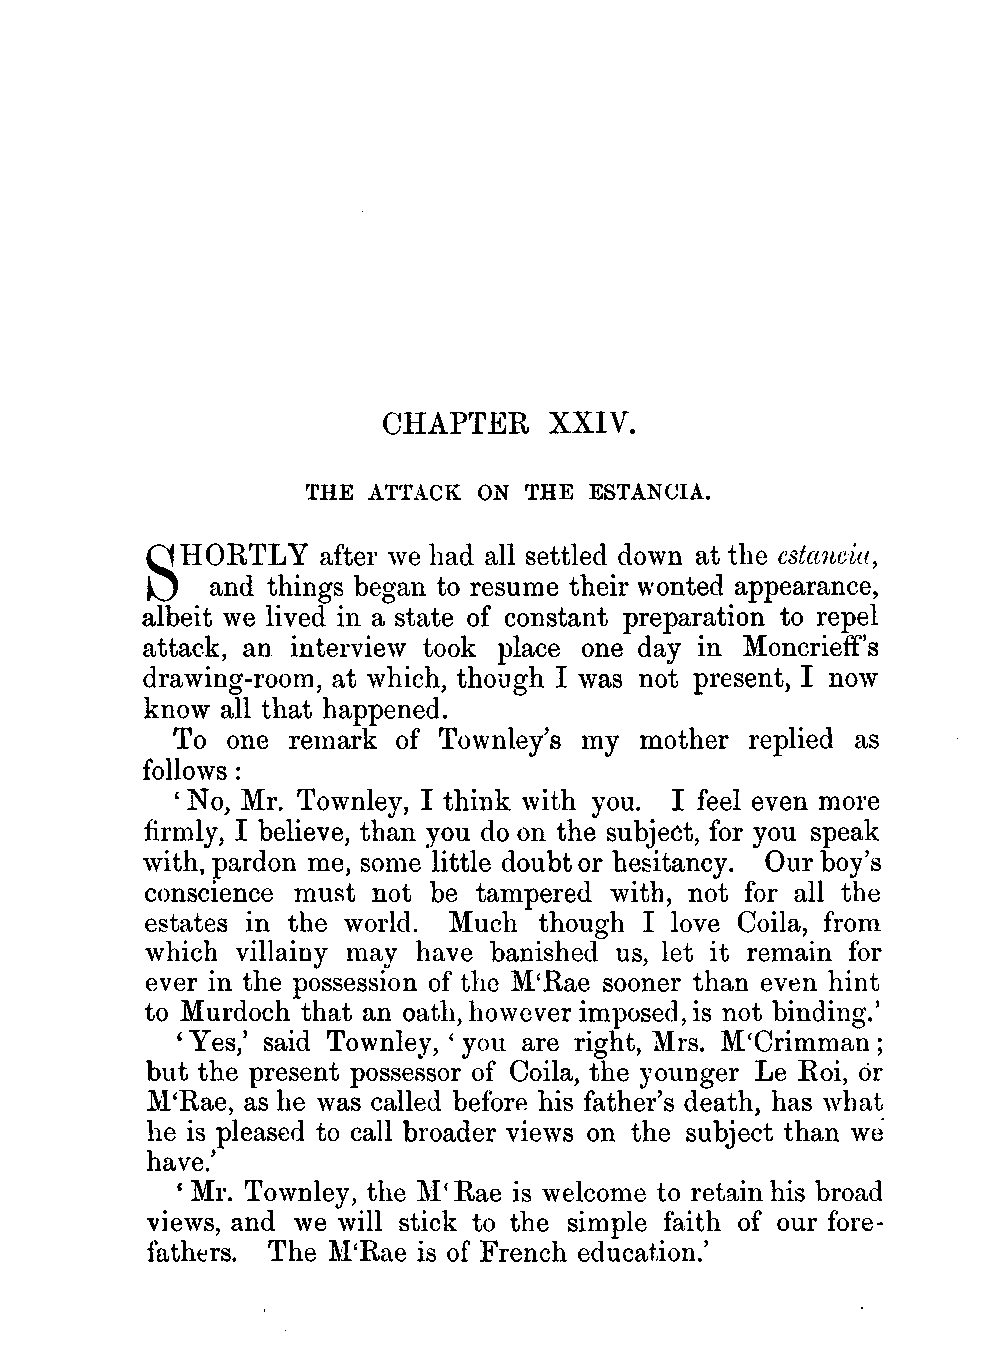 CHAPTER XXIV.
THE ATTACK ON THE ESTANCIA.
SHORTLY after we had all settled down at the estancia,
and things began to resume their wonted appearance,
albeit we lived in a state of constant preparation to repel
attack, an interview took place one day in Moncrieff's
drawing-room, at which, though I was not present, I now
know all that happened.
To one remark of Townley's my mother replied as
follows:
‘No, Mr. Townley, I think with you. I feel even more
firmly, I believe, than you do on the subject, for you speak
with, pardon me, some little doubt or hesitancy. Our boy's
conscience must not be tampered with, not for all the
estates in the world. Much though I love Coila, from
which villainy may have banished us, let it remain for
ever in the possession of the M‘Rae sooner than even hint
to Murdoch that an oath, however imposed, is not binding.’
‘Yes,’ said Townley, ‘you are right, Mrs. M‘Crimman;
but the present possessor of Coila, the younger Le Roi, or
M‘Rae, as he was called before his father's death, has what
he is pleased to call broader views on the subject than we
have.’
‘Mr. Townley, the M‘Rae is welcome to retain his broad
views, and we will stick to the simple faith of our fore-
fathers. The M‘Rae is of French education.’